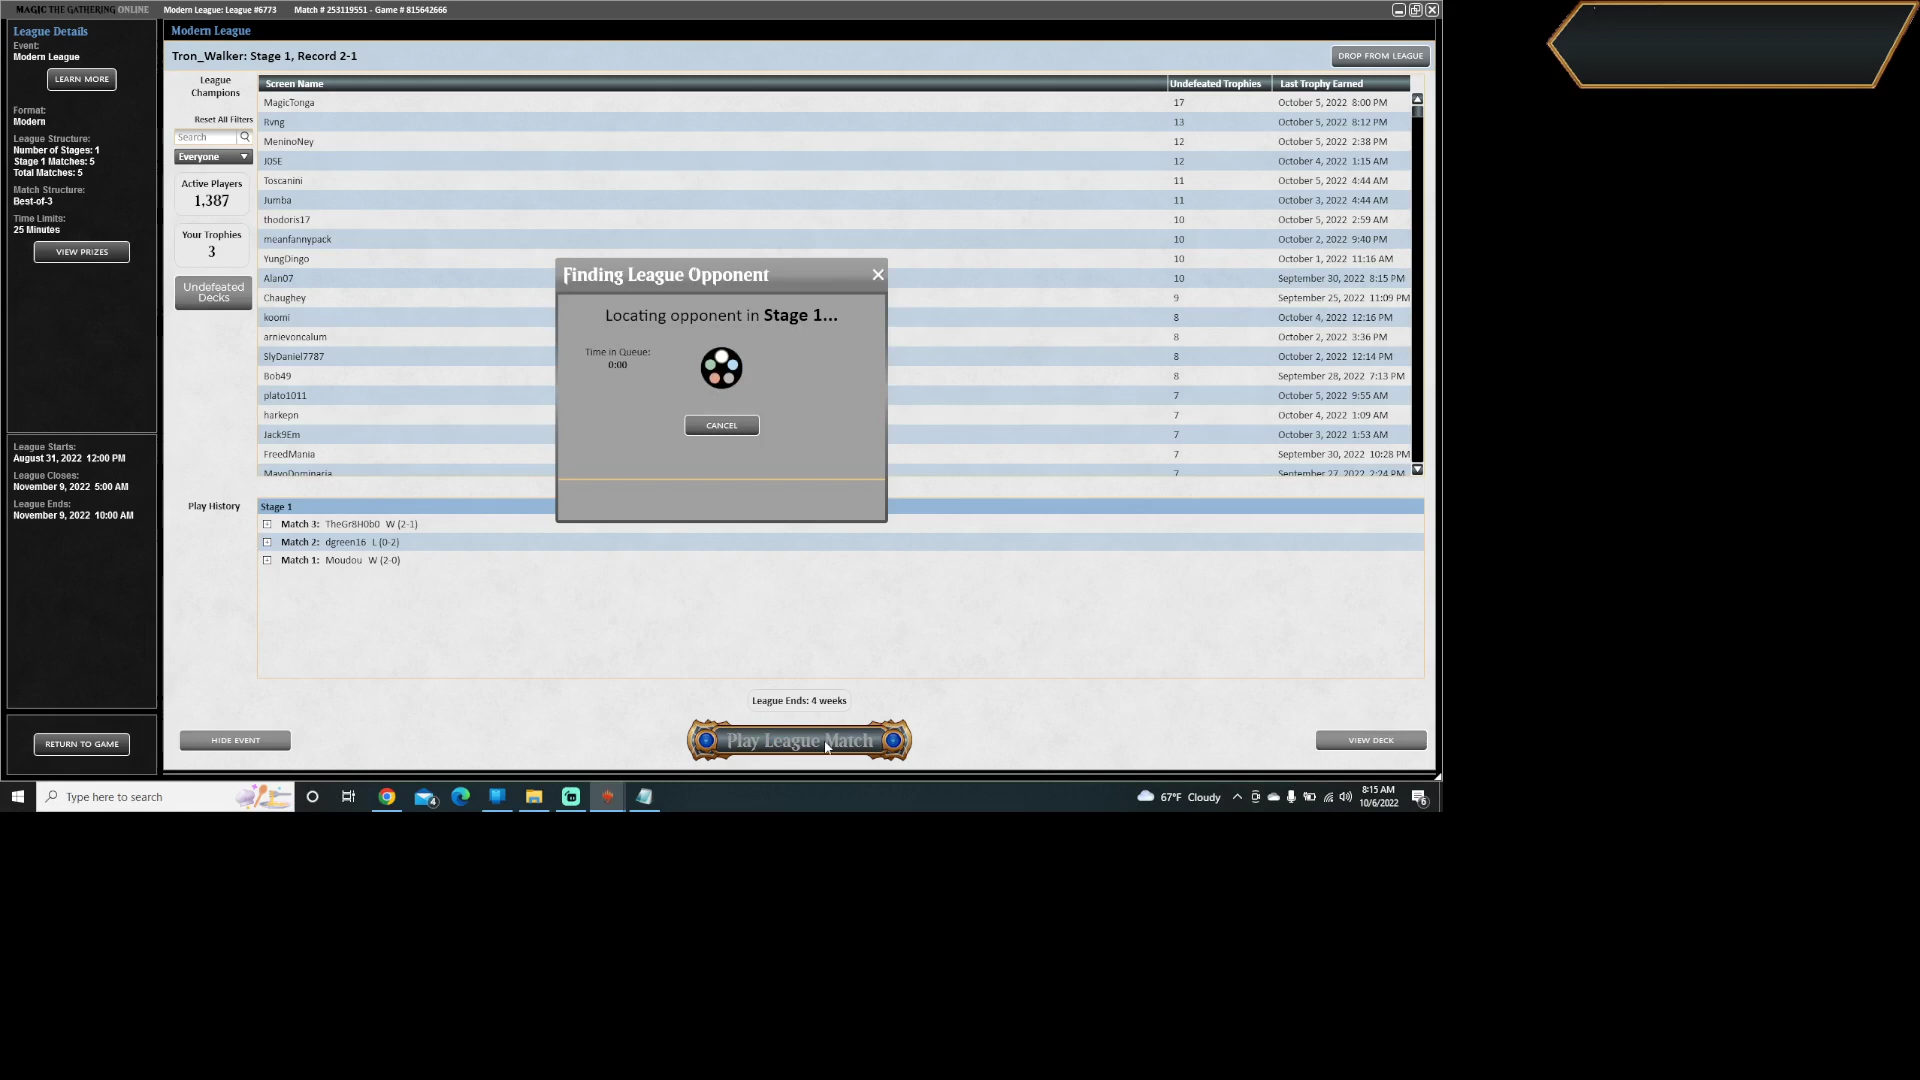 MAGIC THE GATHERING ONLINE Modern League: League #6773 Match # 253119551 - Game # 815642666
League Details
Event:
Modern League
LEARN MORE
Format:
Modern
League Structure:
Number of Stages: 1
Stage 1 Matches: 5
Total Matches: 5
Match Structure:
Best-of-3
Time Limits:
25 Minutes
VIEW PRIZES
League Starts:
August 31, 2022 12:00 PM
League Closes:
November 9, 2022 5:00 AM
League Ends:
November 9, 2022 10:00 AM
RETURN TO GAME
Modern League
Tron_Walker: Stage 1, Record 2-1
DROP FROM LEAGUE
League
Champions
Reset All Filters
Search
Everyone
Active Players
1,387
Your Trophies
3
Undefeated
Decks
Screen Name Undefeated Trophies Last Trophy Earned
MagicTonga 17 October 5, 2022 8:00 PM
Rvng 13 October 5, 2022 8:12 PM
MeninoNey 12 October 5, 2022 2:38 PM
J0SE 12 October 4, 2022 1:15 AM
Toscanini 11 October 5, 2022 4:44 AM
Jumba 11 October 3, 2022 4:44 AM
thodoris17 10 October 5, 2022 2:59 AM
meanfannypack 10 October 2, 2022 9:40 PM
YungDingo 10 October 1, 2022 11:16 AM
Alan07 10 September 30, 2022 8:15 PM
Chaughey 9 September 25, 2022 11:09 PM
koomi 8 October 4, 2022 12:16 PM
arnievoncalum 8 October 2, 2022 3:36 PM
SlyDaniel7787 8 October 2, 2022 12:14 PM
Bob49 8 September 28, 2022 7:13 PM
plato1011 7 October 5, 2022 9:55 AM
harkepn 7 October 4, 2022 1:09 AM
Jack9Em 7 October 3, 2022 1:53 AM
FreedMania 7 September 30, 2022 10:28 PM
MavoDominaria 7 September 27, 2022 2:24 PM
Finding League Opponent
Locating opponent in Stage 1...
Time in Queue:
0:00
CANCEL
Play History
Stage 1
Match 3: TheGr8H0b0 W (2-1)
Match 2: dgreen16 L (0-2)
Match 1: Moudou W (2-0)
League Ends: 4 weeks
HIDE EVENT
Play League Match
VIEW DECK
Type here to search
4
67°F Cloudy
8:15 AM
10/6/2022
6